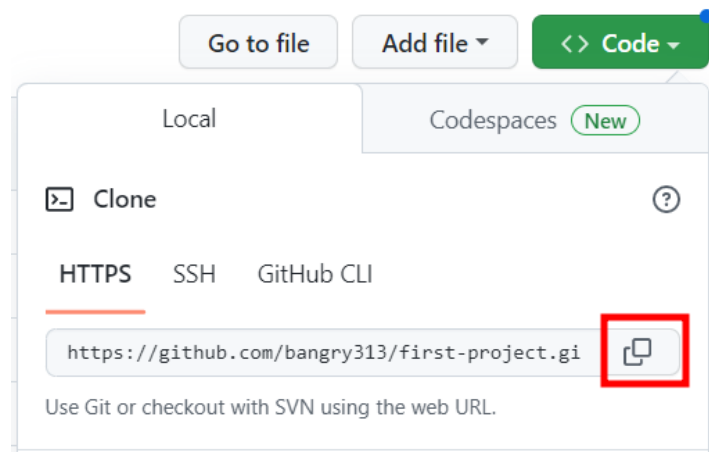 Go to file Add file <> Code
Local Codespaces New
Clone
HTTPS SSH GitHub CLI
https://github.com/bangry313/first-project.gi
Use Git or checkout with SVN using the web URL.